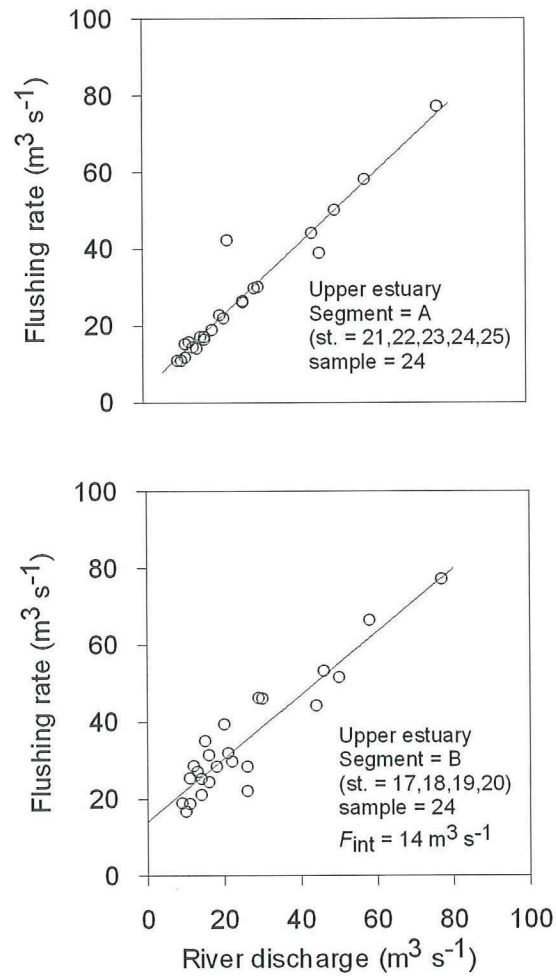 100
80
60
40
20
0
Flushing rate (m³ s⁻¹)
Upper estuary
Segment = A
(st. = 21,22,23,24,25)
sample = 24
100
80
60
40
20
0
Flushing rate (m³ s⁻¹)
Upper estuary
Segment = B
(st. = 17,18,19,20)
sample = 24
Fint = 14 m³ s⁻¹
0 20 40 60 80 100
River discharge (m³ s⁻¹)